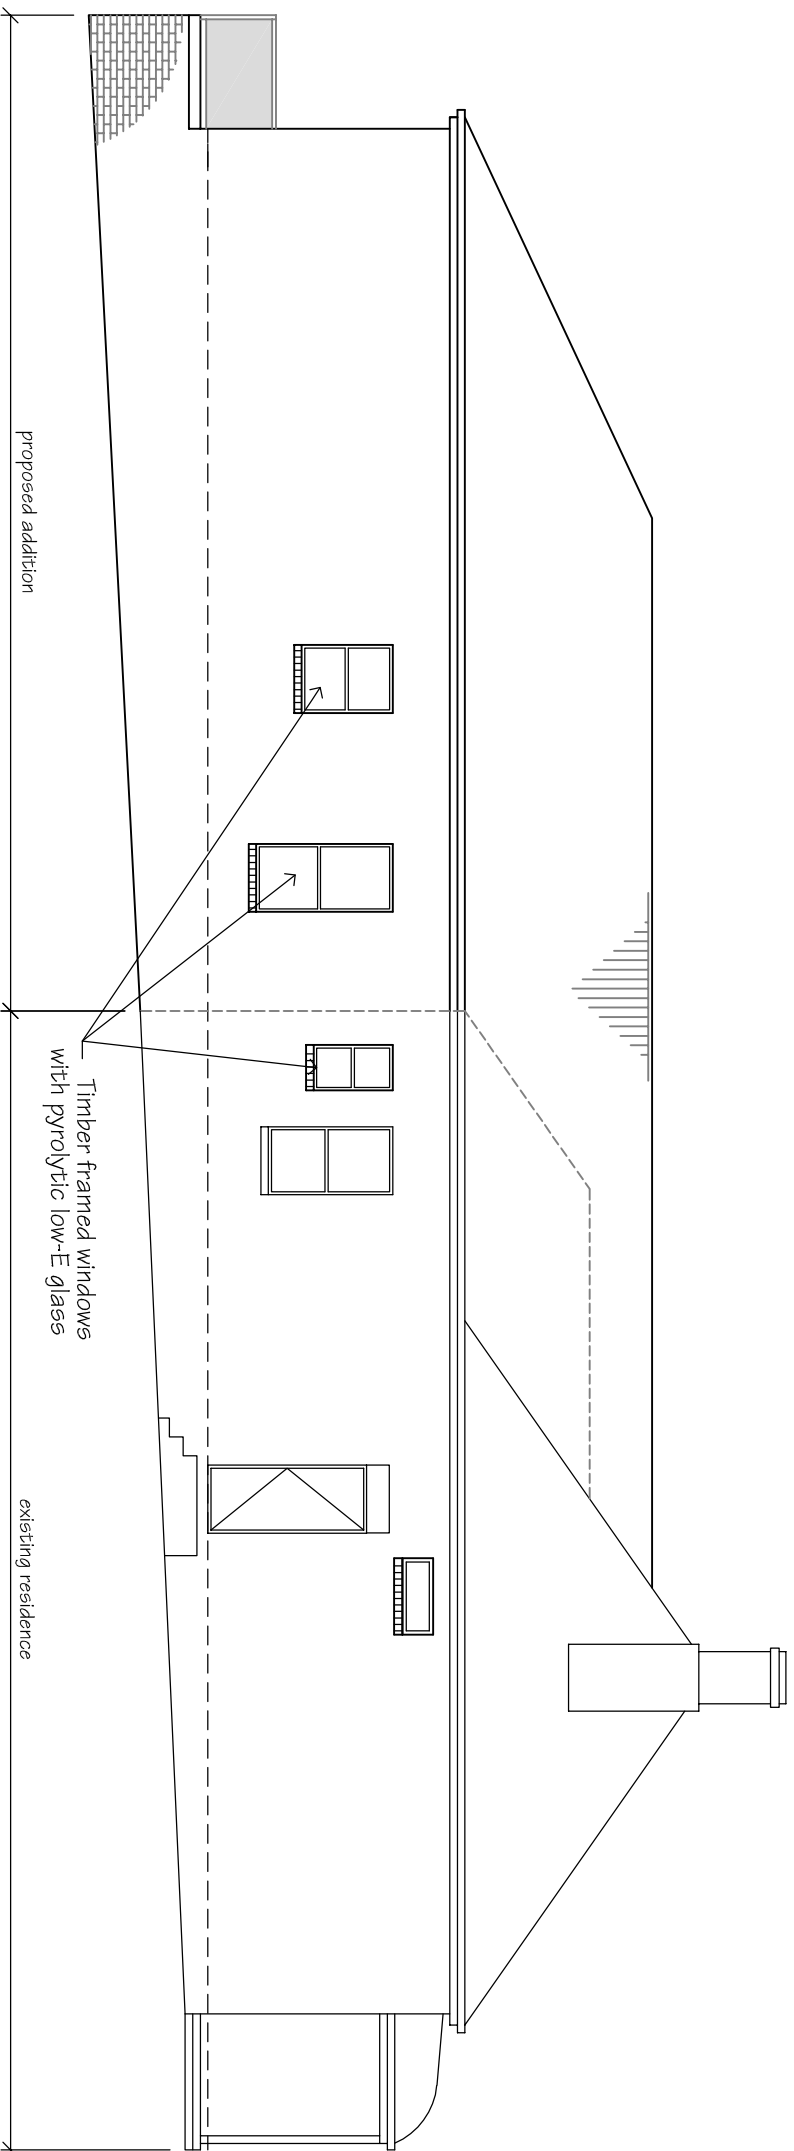 proposed addition
Timber framed windows
with pyrolytic low-E glass
existing residence